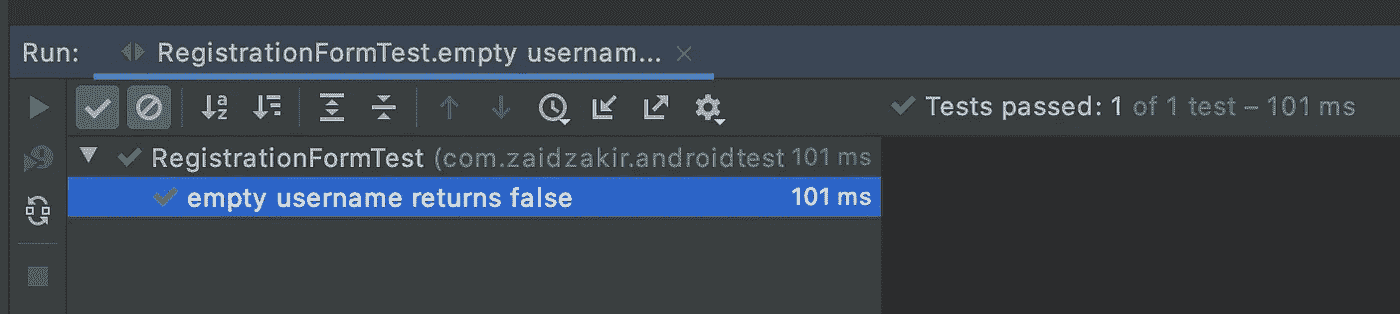 Run: RegistrationFormTest.empty usernam...
Tests passed: 1 of 1 test – 101 ms
RegistrationFormTest (com.zaidzakir.androidtest 101 ms
empty username returns false 101 ms